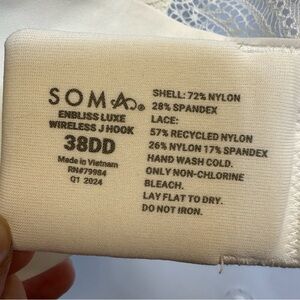 SOMA®
ENBLISS LUXE
WIRELESS J HOOK
38DD
Made in Vietnam
RN#79984
Q1 2024
SHELL: 72% NYLON
28% SPANDEX
LACE:
57% RECYCLED NYLON
26% NYLON 17% SPANDEX
HAND WASH COLD.
ONLY NON-CHLORINE
BLEACH.
LAY FLAT TO DRY.
DO NOT IRON.